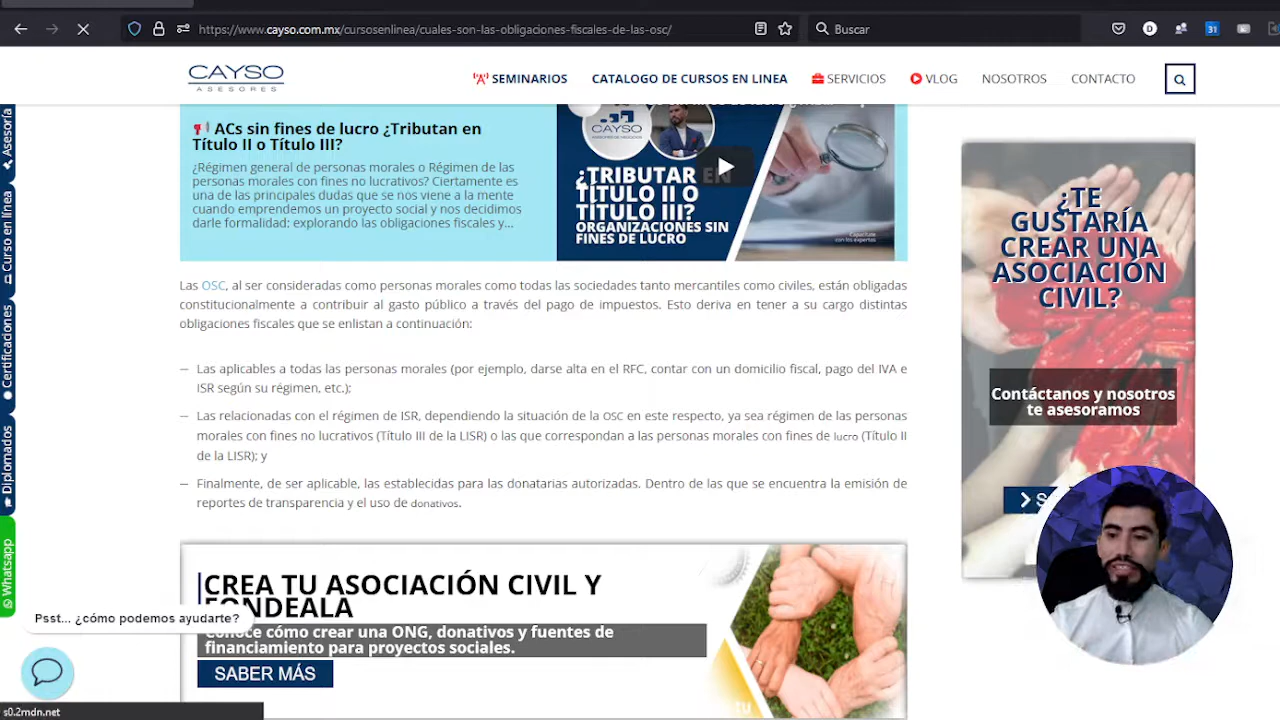 https://www.cayso.com.mx/cursosenlinea/cuales-son-las-obligaciones-fiscales-de-las-osc/
Buscar
31
CAYSO
ASESORES
SEMINARIOS
CATALOGO DE CURSOS EN LINEA
SERVICIOS
VLOG
NOSOTROS
CONTACTO
Asesoría
Curso en línea
Certificaciones
Diplomados
Whatsapp
ACs sin fines de lucro ¿Tributan en
Título II o Título III?
¿Régimen general de personas morales o Régimen de las
personas morales con fines no lucrativos? Ciertamente es
una de las principales dudas que se nos viene a la mente
cuando emprendemos un proyecto social y nos decidimos
darle formalidad; explorando las obligaciones fiscales y...
CAYSO
¿TRIBUTAR EN
TÍTULO II O
TÍTULO III?
ORGANIZACIONES SIN
FINES DE LUCRO
Capacítate
con los expertos
Las OSC, al ser consideradas como personas morales como todas las sociedades tanto mercantiles como civiles, están obligadas
constitucionalmente a contribuir al gasto público a través del pago de impuestos. Esto deriva en tener a su cargo distintas
obligaciones fiscales que se enlistan a continuación:
— Las aplicables a todas las personas morales (por ejemplo, darse alta en el RFC, contar con un domicilio fiscal, pago del IVA e
ISR según su régimen, etc.);
— Las relacionadas con el régimen de ISR, dependiendo la situación de la OSC en este respecto, ya sea régimen de las personas
morales con fines no lucrativos (Título III de la LISR) o las que correspondan a las personas morales con fines de lucro (Título II
de la LISR); y
— Finalmente, de ser aplicable, las establecidas para las donatarias autorizadas. Dentro de las que se encuentra la emisión de
reportes de transparencia y el uso de donativos.
CREA TU ASOCIACIÓN CIVIL Y
FONDEALA
Conoce cómo crear una ONG, donativos y fuentes de
financiamiento para proyectos sociales.
SABER MÁS
¿TE
GUSTARÍA
CREAR UNA
ASOCIACIÓN
CIVIL?
Contáctanos y nosotros
te asesoramos
Psst... ¿cómo podemos ayudarte?
s0.2mdn.net